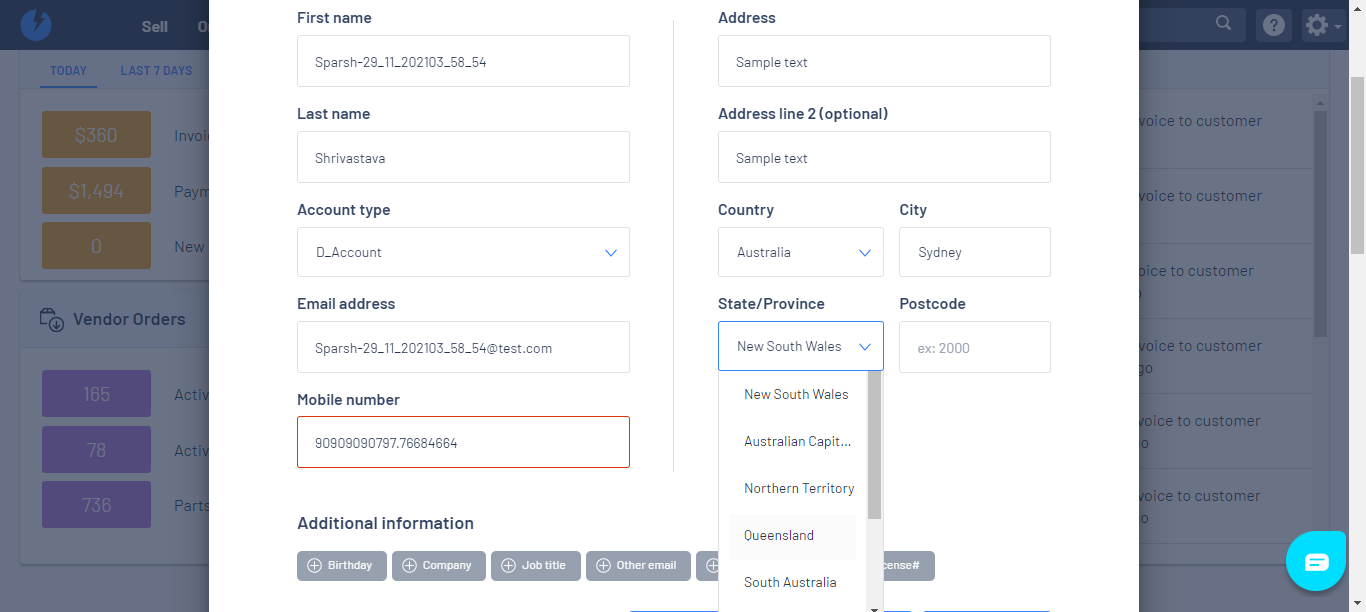 Sell
TODAY
LAST 7 DAYS
$360
$1,494
0
New
Vendor Orders
165
78
736
Parts
First name
Sparsh-29_11_202103_58_54
Last name
Shrivastava
Account type
D_Account
Email address
Sparsh-29_11_202103_58_54@test.com
Mobile number
90909090797.76684664
Additional information
Birthday
Company
Job title
Other email
cense#
Address
Sample text
Address line 2 (optional)
Sample text
Country
Australia
City
Sydney
State/Province
New South Wales
Postcode
ex: 2000
New South Wales
Australian Capit...
Northern Territory
Queensland
South Australia
?
voice to customer
voice to customer
oice to customer
voice to customer
go
voice to customer
o
voice to customer
o